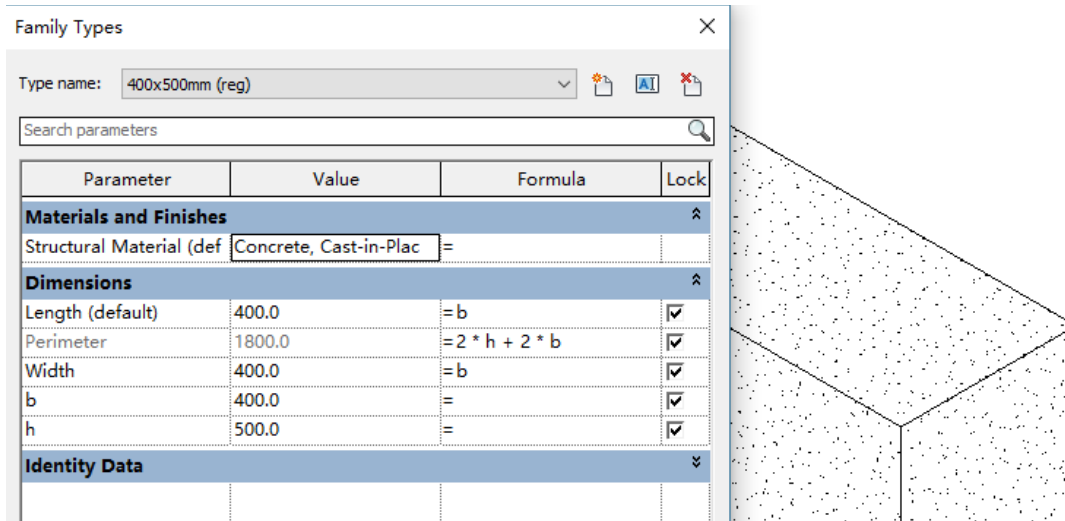 Family Types
Type name: 400x500mm (reg)
Search parameters
Parameter Value Formula Lock
Materials and Finishes
Structural Material (def Concrete, Cast-in-Plac =
Dimensions
Length (default) 400.0 = b
Perimeter 1800.0 = 2 * h + 2 * b
Width 400.0 = b
b 400.0 =
h 500.0 =
Identity Data